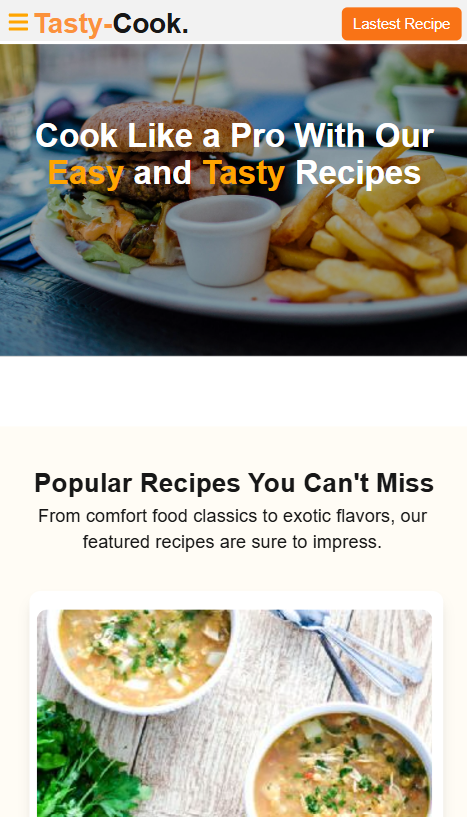 Tasty-Cook.
Lastest Recipe
Cook Like a Pro With Our
Easy and Tasty Recipes
Popular Recipes You Can't Miss
From comfort food classics to exotic flavors, our
featured recipes are sure to impress.